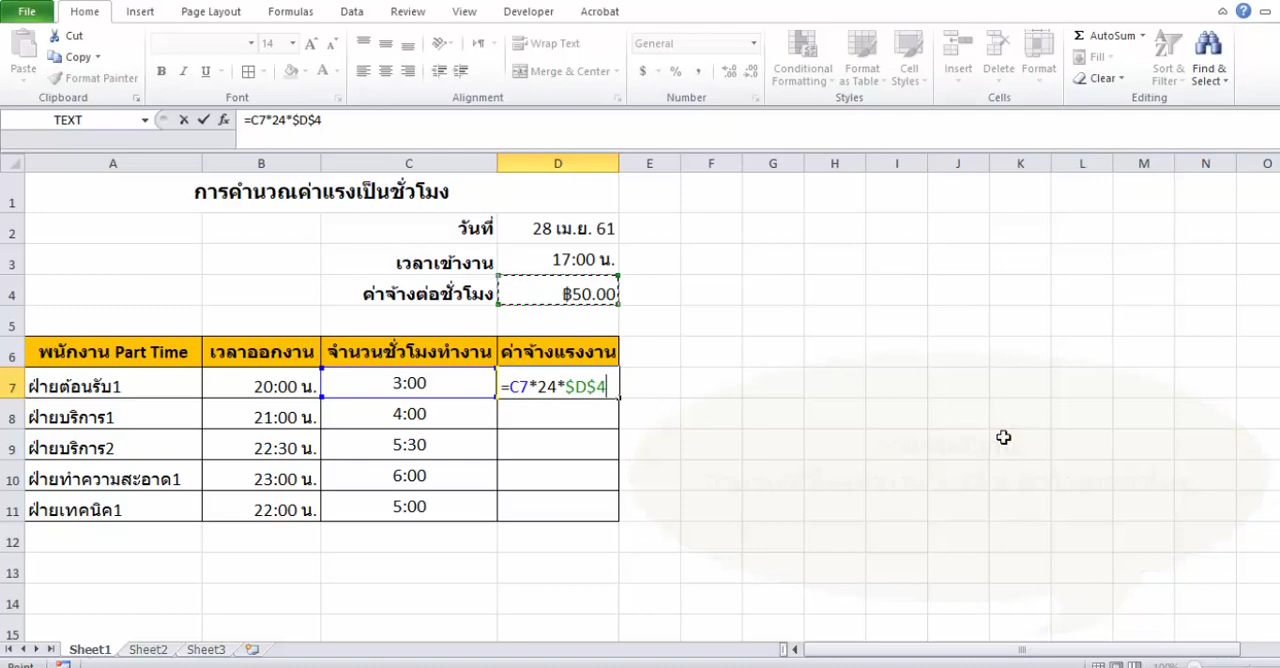 File Home Insert Page Layout Formulas Data Review View Developer Acrobat
Cut
Copy
Format Painter
Paste
Clipboard
14 A A
B I U A
Font
Wrap Text
Merge & Center
Alignment
General
$ % ,
Number
Conditional Formatting
Format as Table
Cell Styles
Styles
Insert Delete Format
Cells
Σ AutoSum
Fill
Clear
Sort & Filter
Find & Select
Editing
TEXT fx =C7*24*$D$4
A B C D E F G H I J K L M N O
1 การคำนวณค่าแรงเป็นชั่วโมง
2 วันที่ 28 เม.ย. 61
3 เวลาเข้างาน 17:00 น.
4 ค่าจ้างต่อชั่วโมง ฿50.00
5
6 พนักงาน Part Time เวลาออกงาน จำนวนชั่วโมงทำงาน ค่าจ้างแรงงาน
7 ฝ่ายต้อนรับ1 20:00 น. 3:00 =C7*24*$D$4
8 ฝ่ายบริการ1 21:00 น. 4:00
9 ฝ่ายบริการ2 22:30 น. 5:30
10 ฝ่ายทำความสะอาด1 23:00 น. 6:00
11 ฝ่ายเทคนิค1 22:00 น. 5:00
12
13
14
15
Sheet1 Sheet2 Sheet3
Point 100%